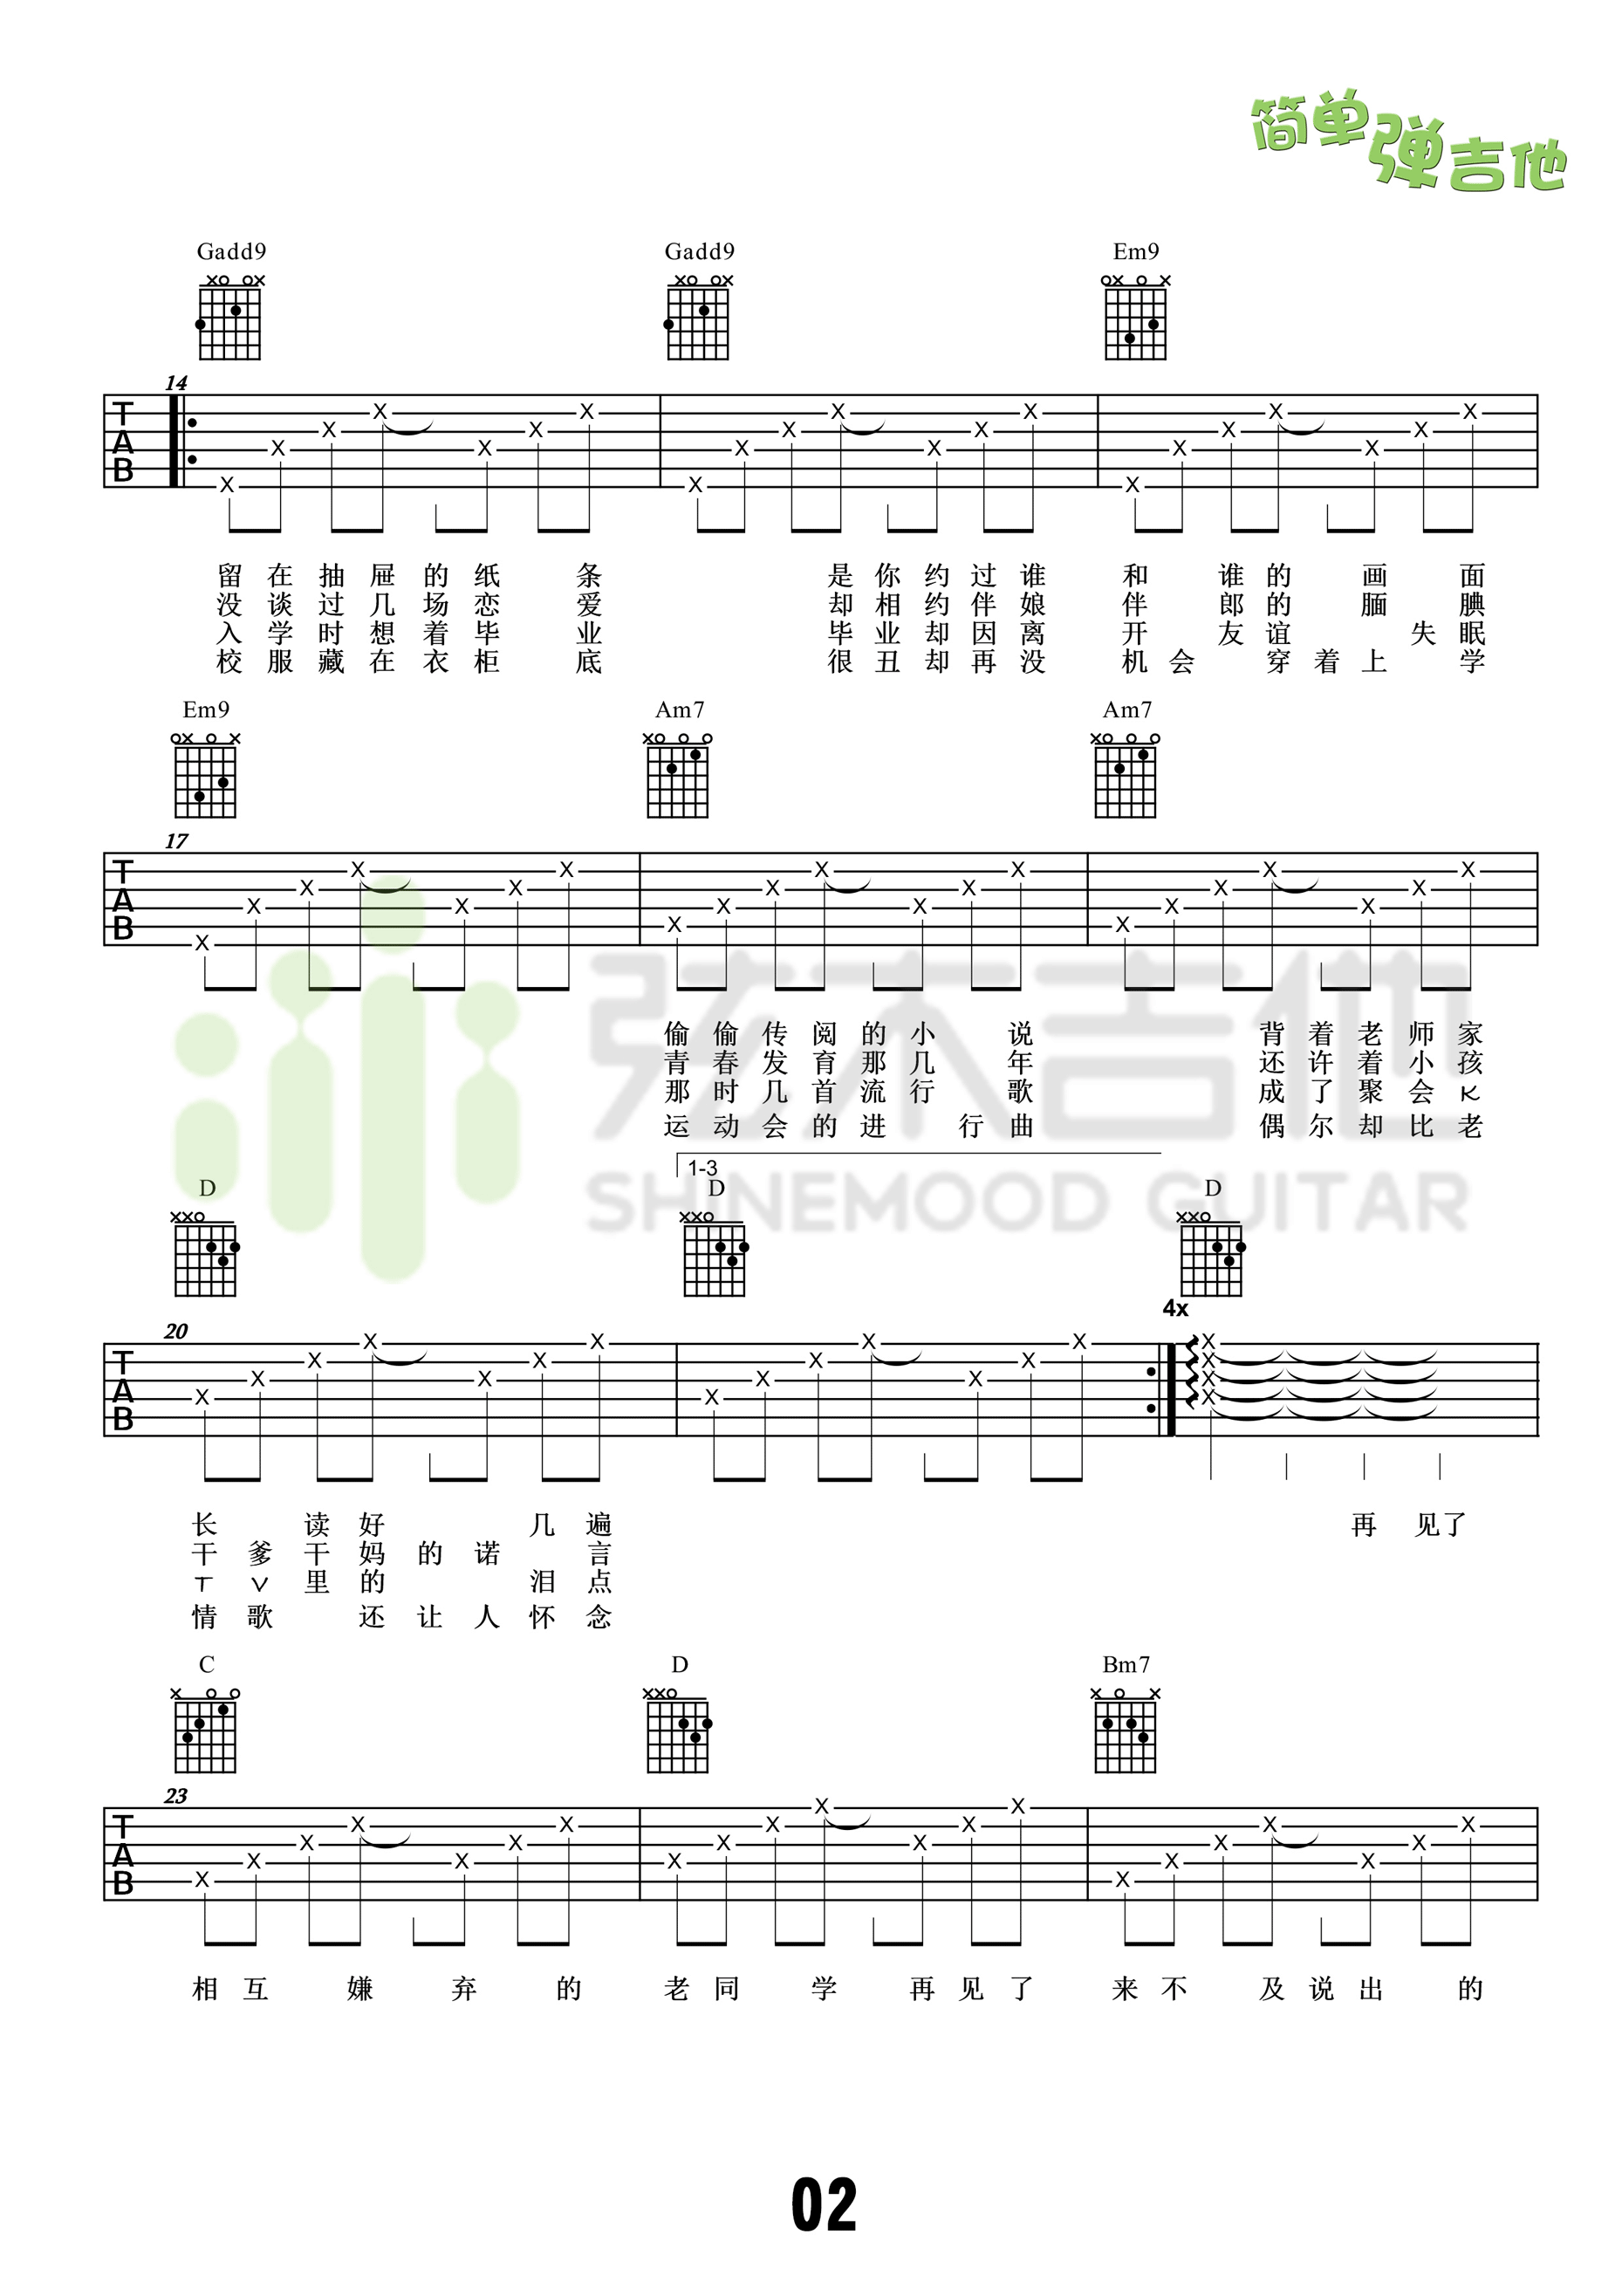 简单弹吉他
Gadd9 Gadd9 Em9
14
T
A
B
留在抽屉的纸条 是你约过谁和谁的画面
没谈过几场恋爱 却相约伴娘伴郎的腼腆
入学时想着毕业 毕业却因离开友谊失眠
校服藏在衣柜底 很丑却再没机会穿着上学
Em9 Am7 Am7
17
T
A
B
偷偷传阅的小说 背着老师家
青春发育那几年 还许着小孩
那时几首流行歌 成了聚会K
运动会的进行曲 偶尔却比老
弦木吉他
SHINEMOOD GUITAR
1-3
D D D
4x
20
T
A
B
长读好几遍 再见了
干爹干妈的诺言
TV里的泪点
情歌还让人怀念
C D Bm7
23
T
A
B
相互嫌弃的老同学再见了来不及说出的
02